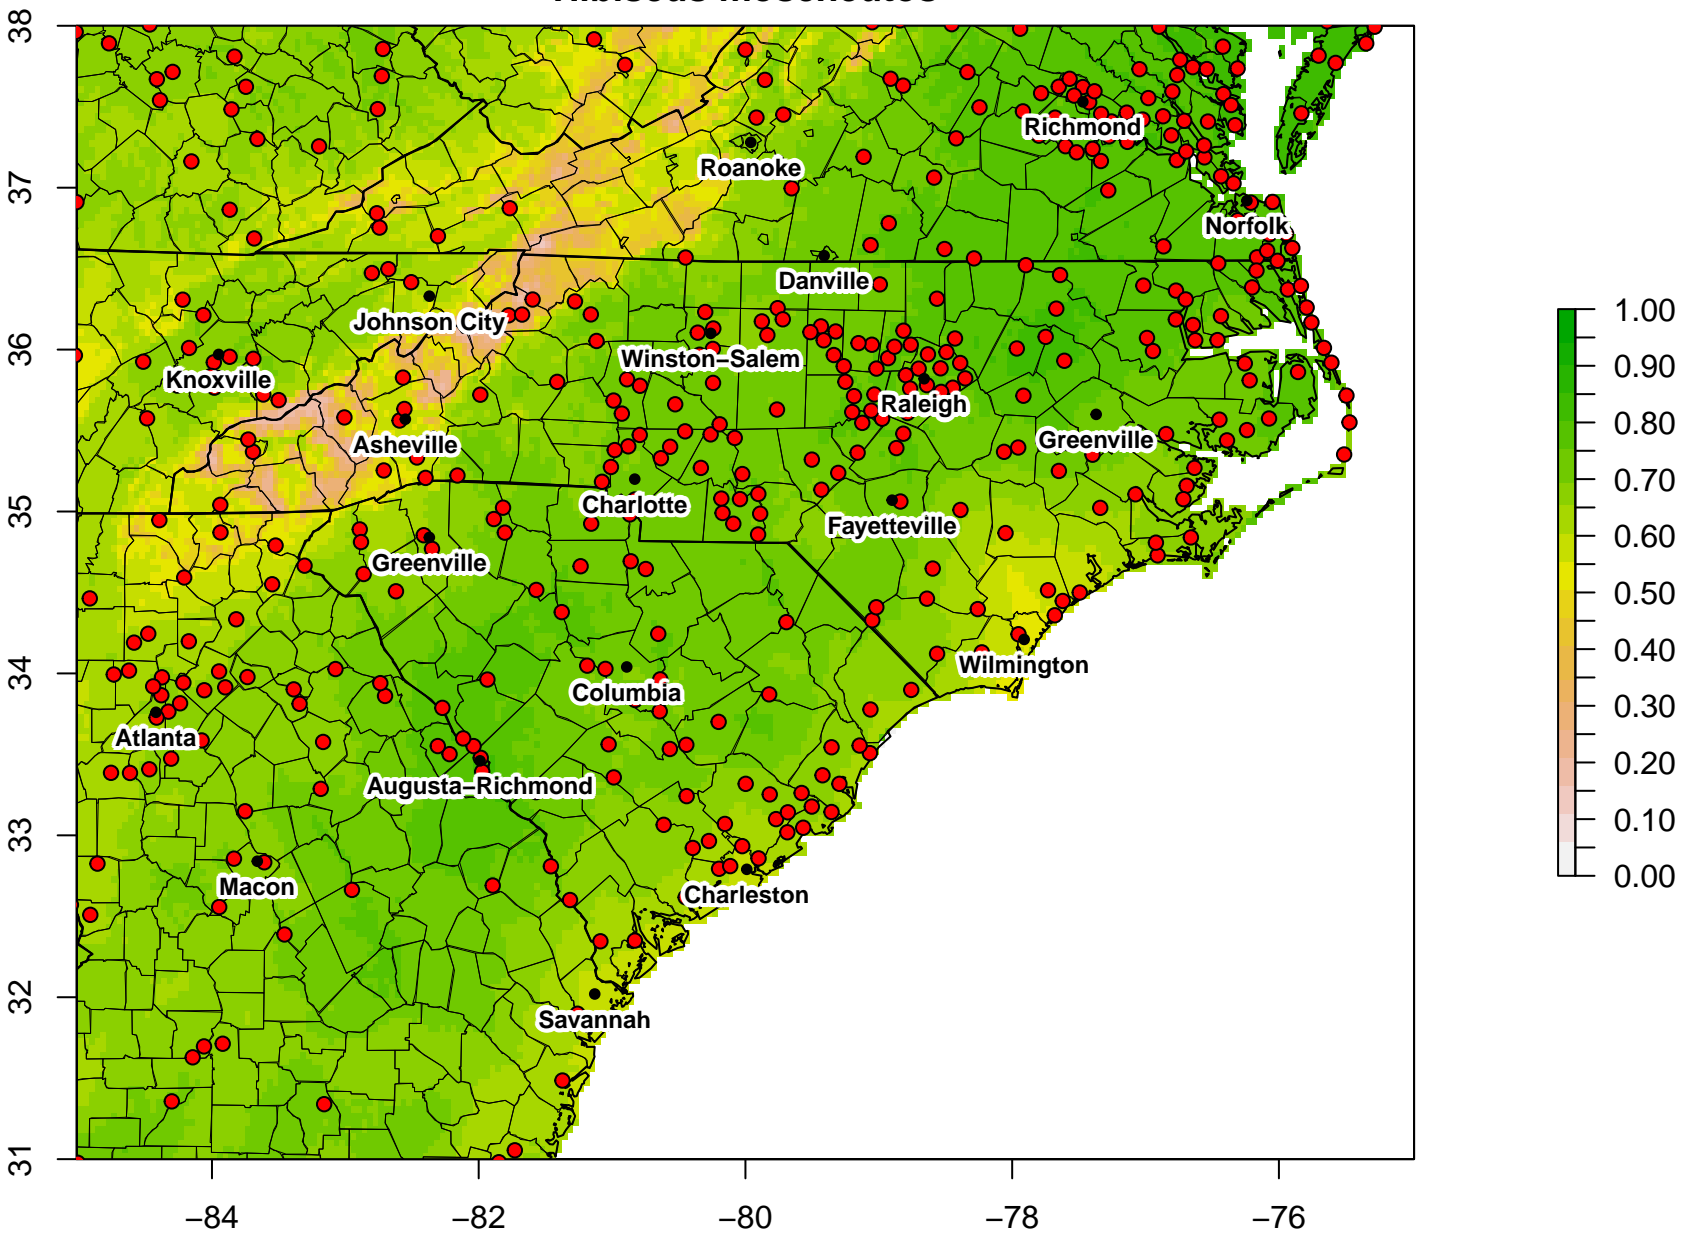 Hibiscus moscheutos
38
37
36
35
34
33
32
31
Richmond
Roanoke
Norfolk
Danville
Johnson City
Winston−Salem
Knoxville
Raleigh
Asheville
Greenville
Charlotte
Fayetteville
Greenville
Wilmington
Columbia
Atlanta
Augusta−Richmond
Macon
Charleston
Savannah
−84
−82
−80
−78
−76
1.00
0.90
0.80
0.70
0.60
0.50
0.40
0.30
0.20
0.10
0.00